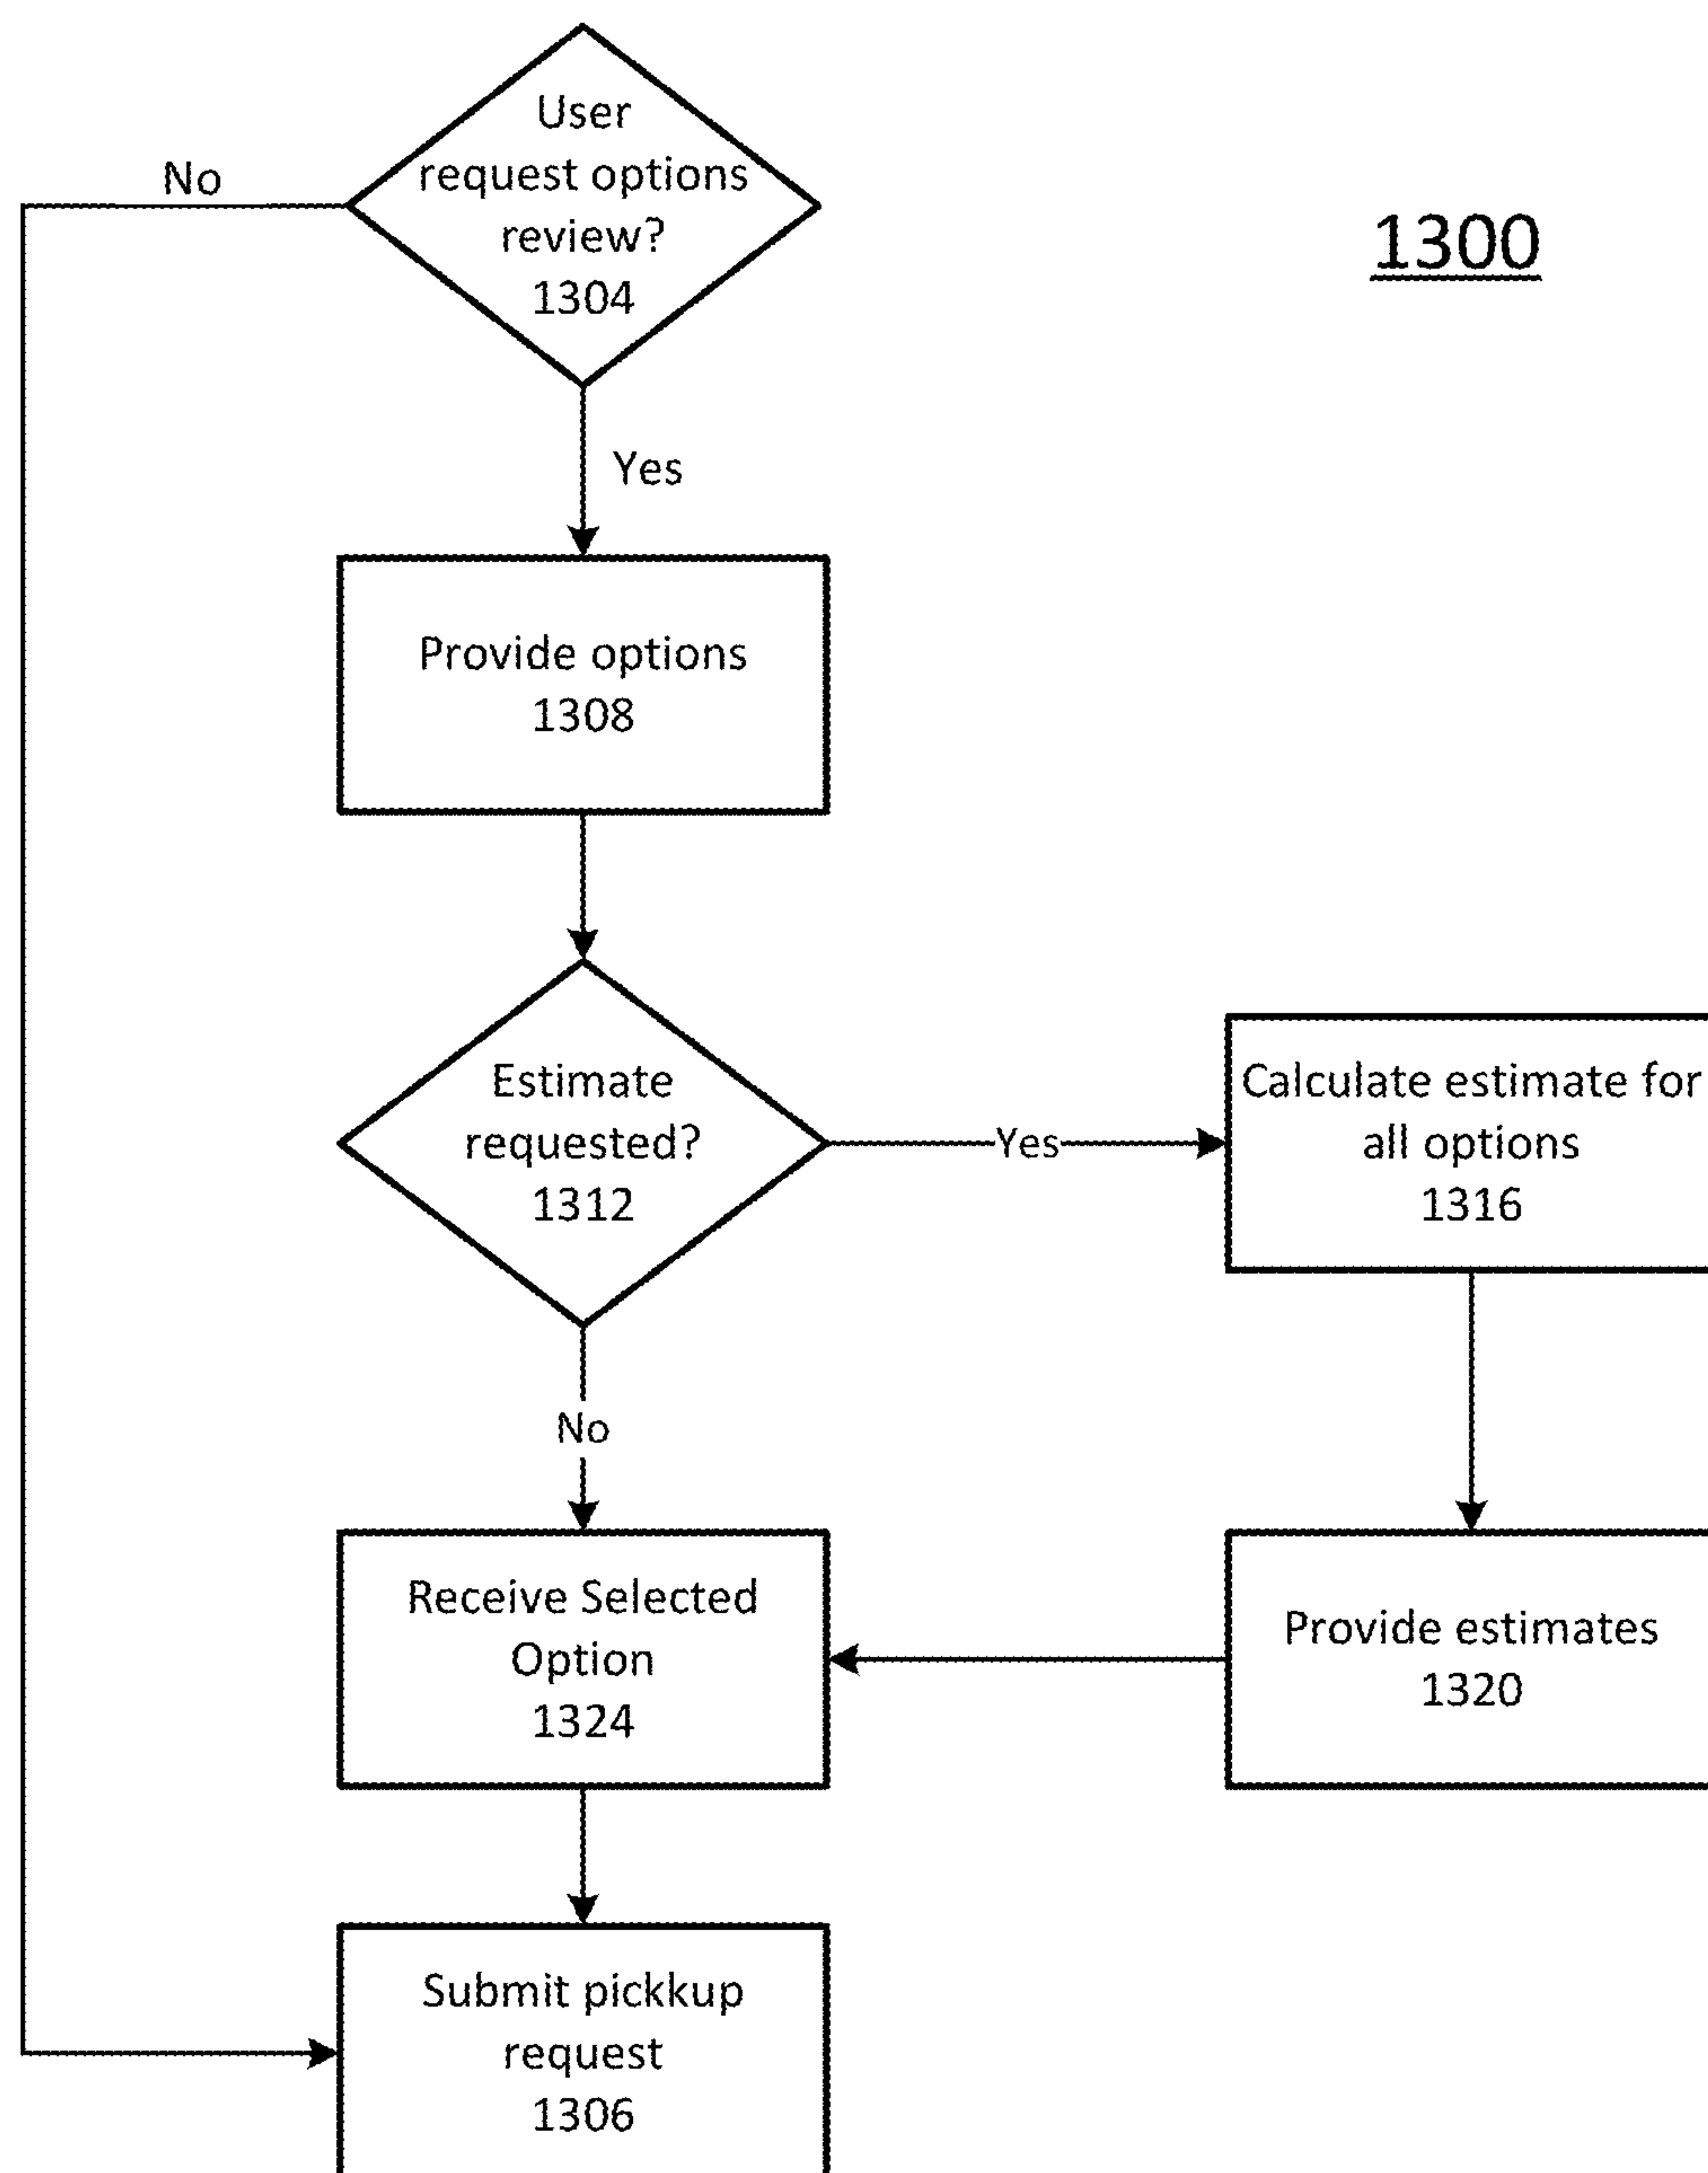 User
request options
review?
1304
No
1300
Yes
Provide options
1308
Estimate
requested?
1312
Yes
Calculate estimate for
all options
1316
No
Receive Selected
Option
1324
Provide estimates
1320
Submit pickkup
request
1306